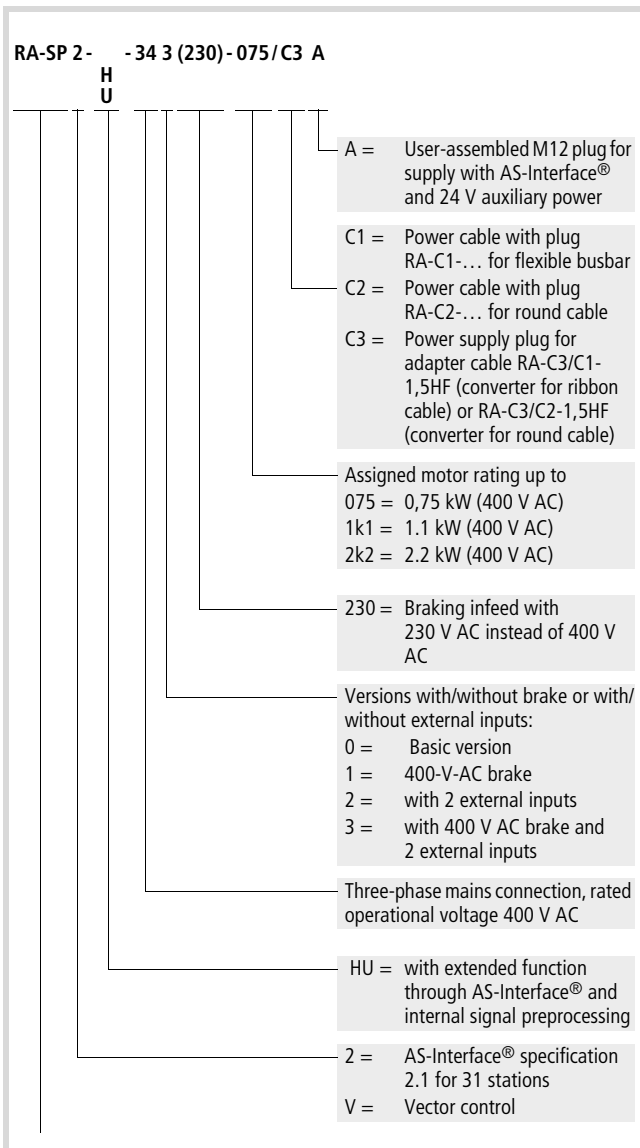 RA-SP 2 -    - 34 3 (230) - 075 / C3 A
H
U
A = User-assembled M12 plug for
supply with AS-Interface®
and 24 V auxiliary power
C1 = Power cable with plug
RA-C1-… for flexible busbar
C2 = Power cable with plug
RA-C2-… for round cable
C3 = Power supply plug for
adapter cable RA-C3/C1-
1,5HF (converter for ribbon
cable) or RA-C3/C2-1,5HF
(converter for round cable)
Assigned motor rating up to
075 = 0,75 kW (400 V AC)
1k1 = 1.1 kW (400 V AC)
2k2 = 2.2 kW (400 V AC)
230 = Braking infeed with
230 V AC instead of 400 V
AC
Versions with/without brake or with/
without external inputs:
0 = Basic version
1 = 400-V-AC brake
2 = with 2 external inputs
3 = with 400 V AC brake and
2 external inputs
Three-phase mains connection, rated
operational voltage 400 V AC
HU = with extended function
through AS-Interface® and
internal signal preprocessing
2 = AS-Interface® specification
2.1 for 31 stations
V = Vector control